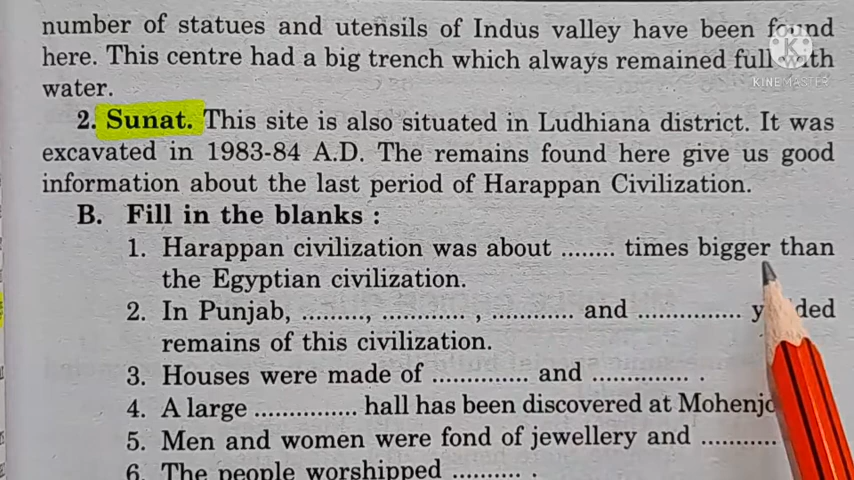 number of statues and utensils of Indus valley have been found
here. This centre had a big trench which always remained full with
water.
2. Sunat. This site is also situated in Ludhiana district. It was
excavated in 1983-84 A.D. The remains found here give us good
information about the last period of Harappan Civilization.
B. Fill in the blanks :
1. Harappan civilization was about ........ times bigger than
the Egyptian civilization.
2. In Punjab, ........., ............ , ............ and ...............
remains of this civilization.
3. Houses were made of .............. and .............. .
4. A large ............... hall has been discovered at
5. Men and women were fond of jewellery and ...........
6. The people worshipped .......... .
K
KINEMASTER